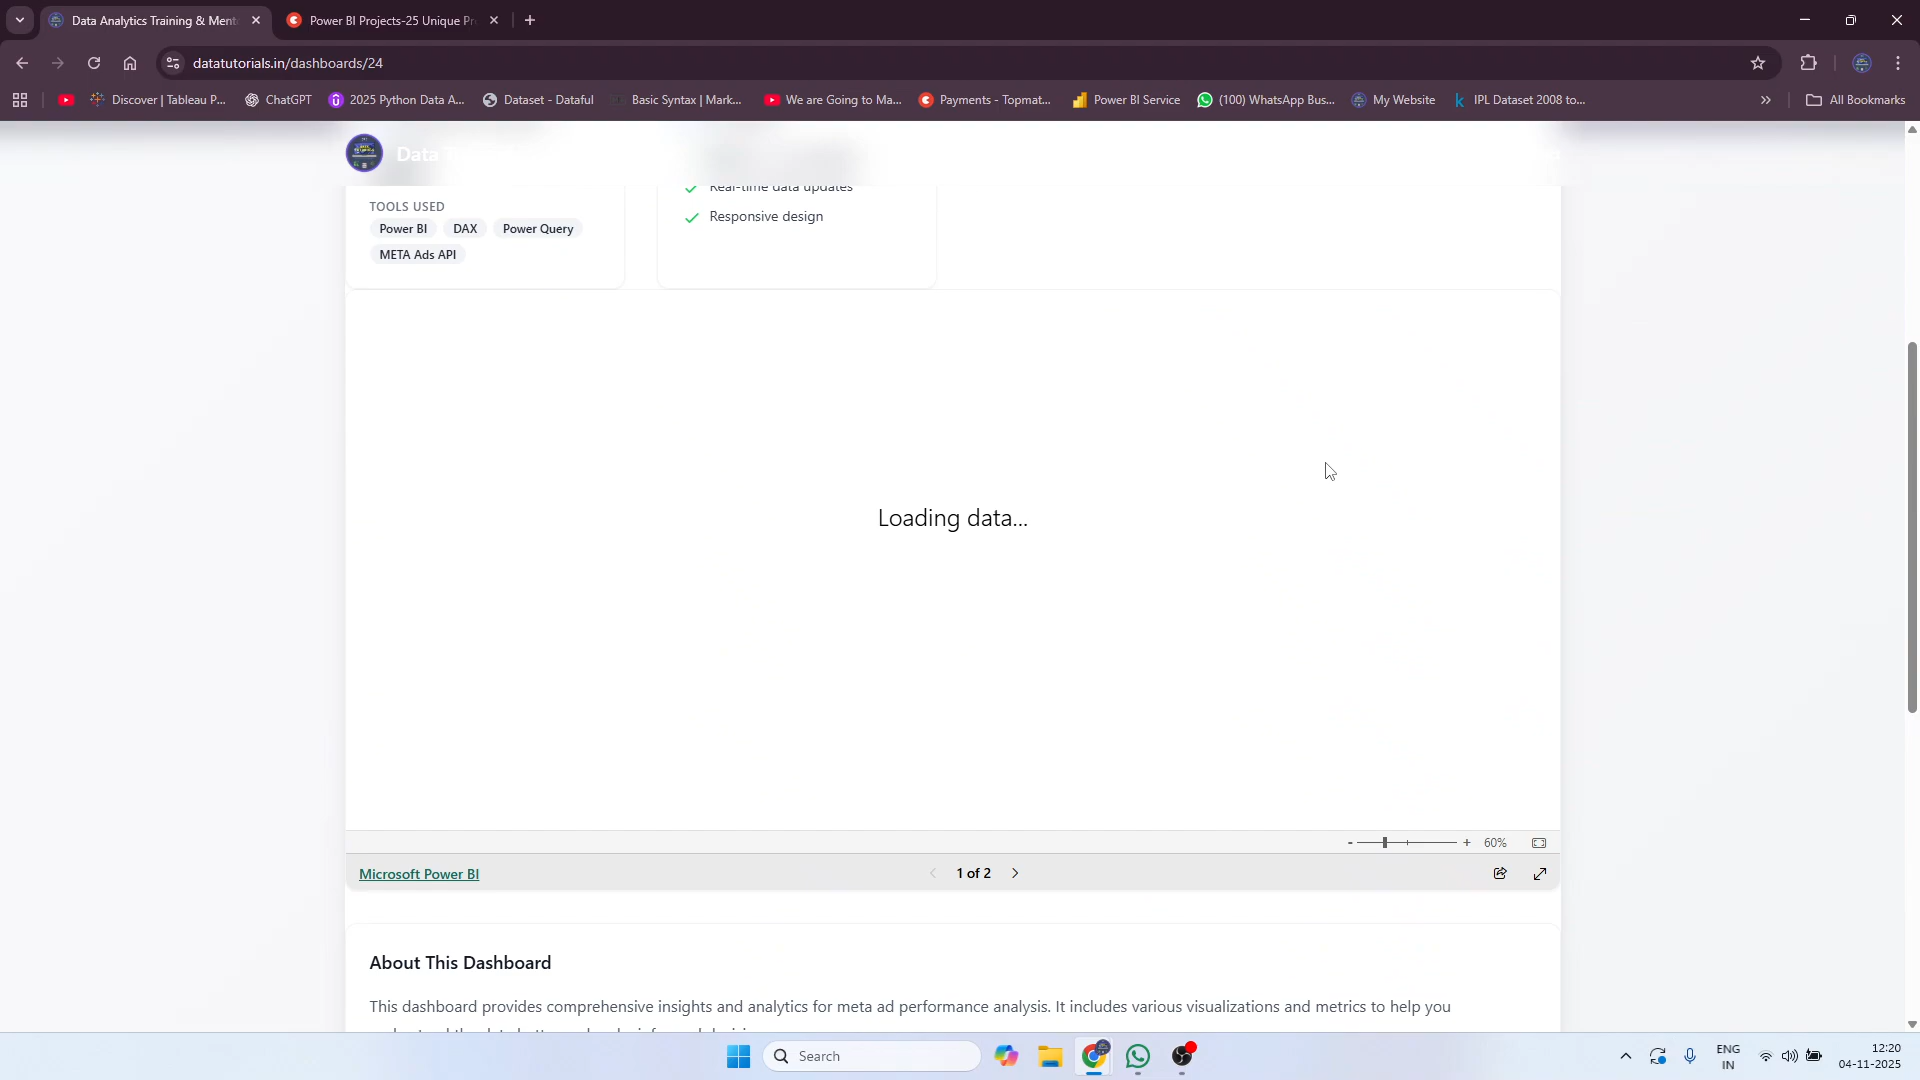 Data Analytics Training & Ment
Power BI Projects-25 Unique Pr
datatutorials.in/dashboards/24
Discover | Tableau P...
ChatGPT
2025 Python Data A...
Dataset - Dataful
Basic Syntax | Mark...
We are Going to Ma...
Payments - Topmat...
Power BI Service
(100) WhatsApp Bus...
My Website
IPL Dataset 2008 to...
»
All Bookmarks
Data
Real-time data updates
TOOLS USED
Responsive design
Power BI
DAX
Power Query
META Ads API
Loading data...
- + 60%
Microsoft Power BI
1 of 2
About This Dashboard
This dashboard provides comprehensive insights and analytics for meta ad performance analysis. It includes various visualizations and metrics to help you
Search
ENG
IN
12:20
04-11-2025